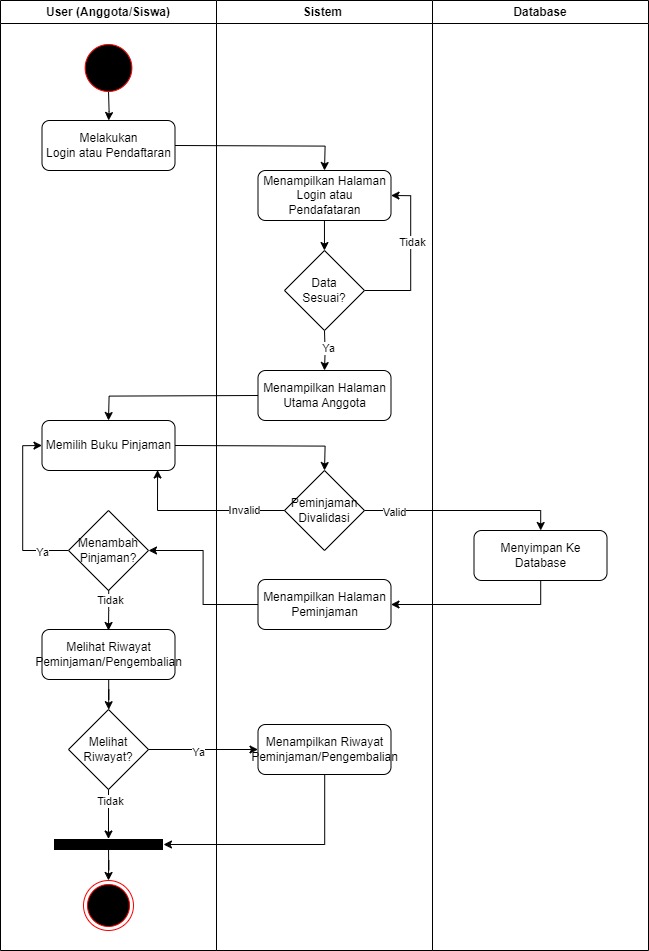 User (Anggota/Siswa)
Sistem
Database
Melakukan
Login atau Pendaftaran
Menampilkan Halaman
Login atau
Pendafataran
Tidak
Data
Sesuai?
Ya
Menampilkan Halaman
Utama Anggota
Memilih Buku Pinjaman
Peminjaman
Divalidasi
Invalid
Valid
Menyimpan Ke
Database
Menambah
Pinjaman?
Ya
Tidak
Menampilkan Halaman
Peminjaman
Melihat Riwayat
Peminjaman/Pengembalian
Melihat
Riwayat?
Ya
Menampilkan Riwayat
Peminjaman/Pengembalian
Tidak